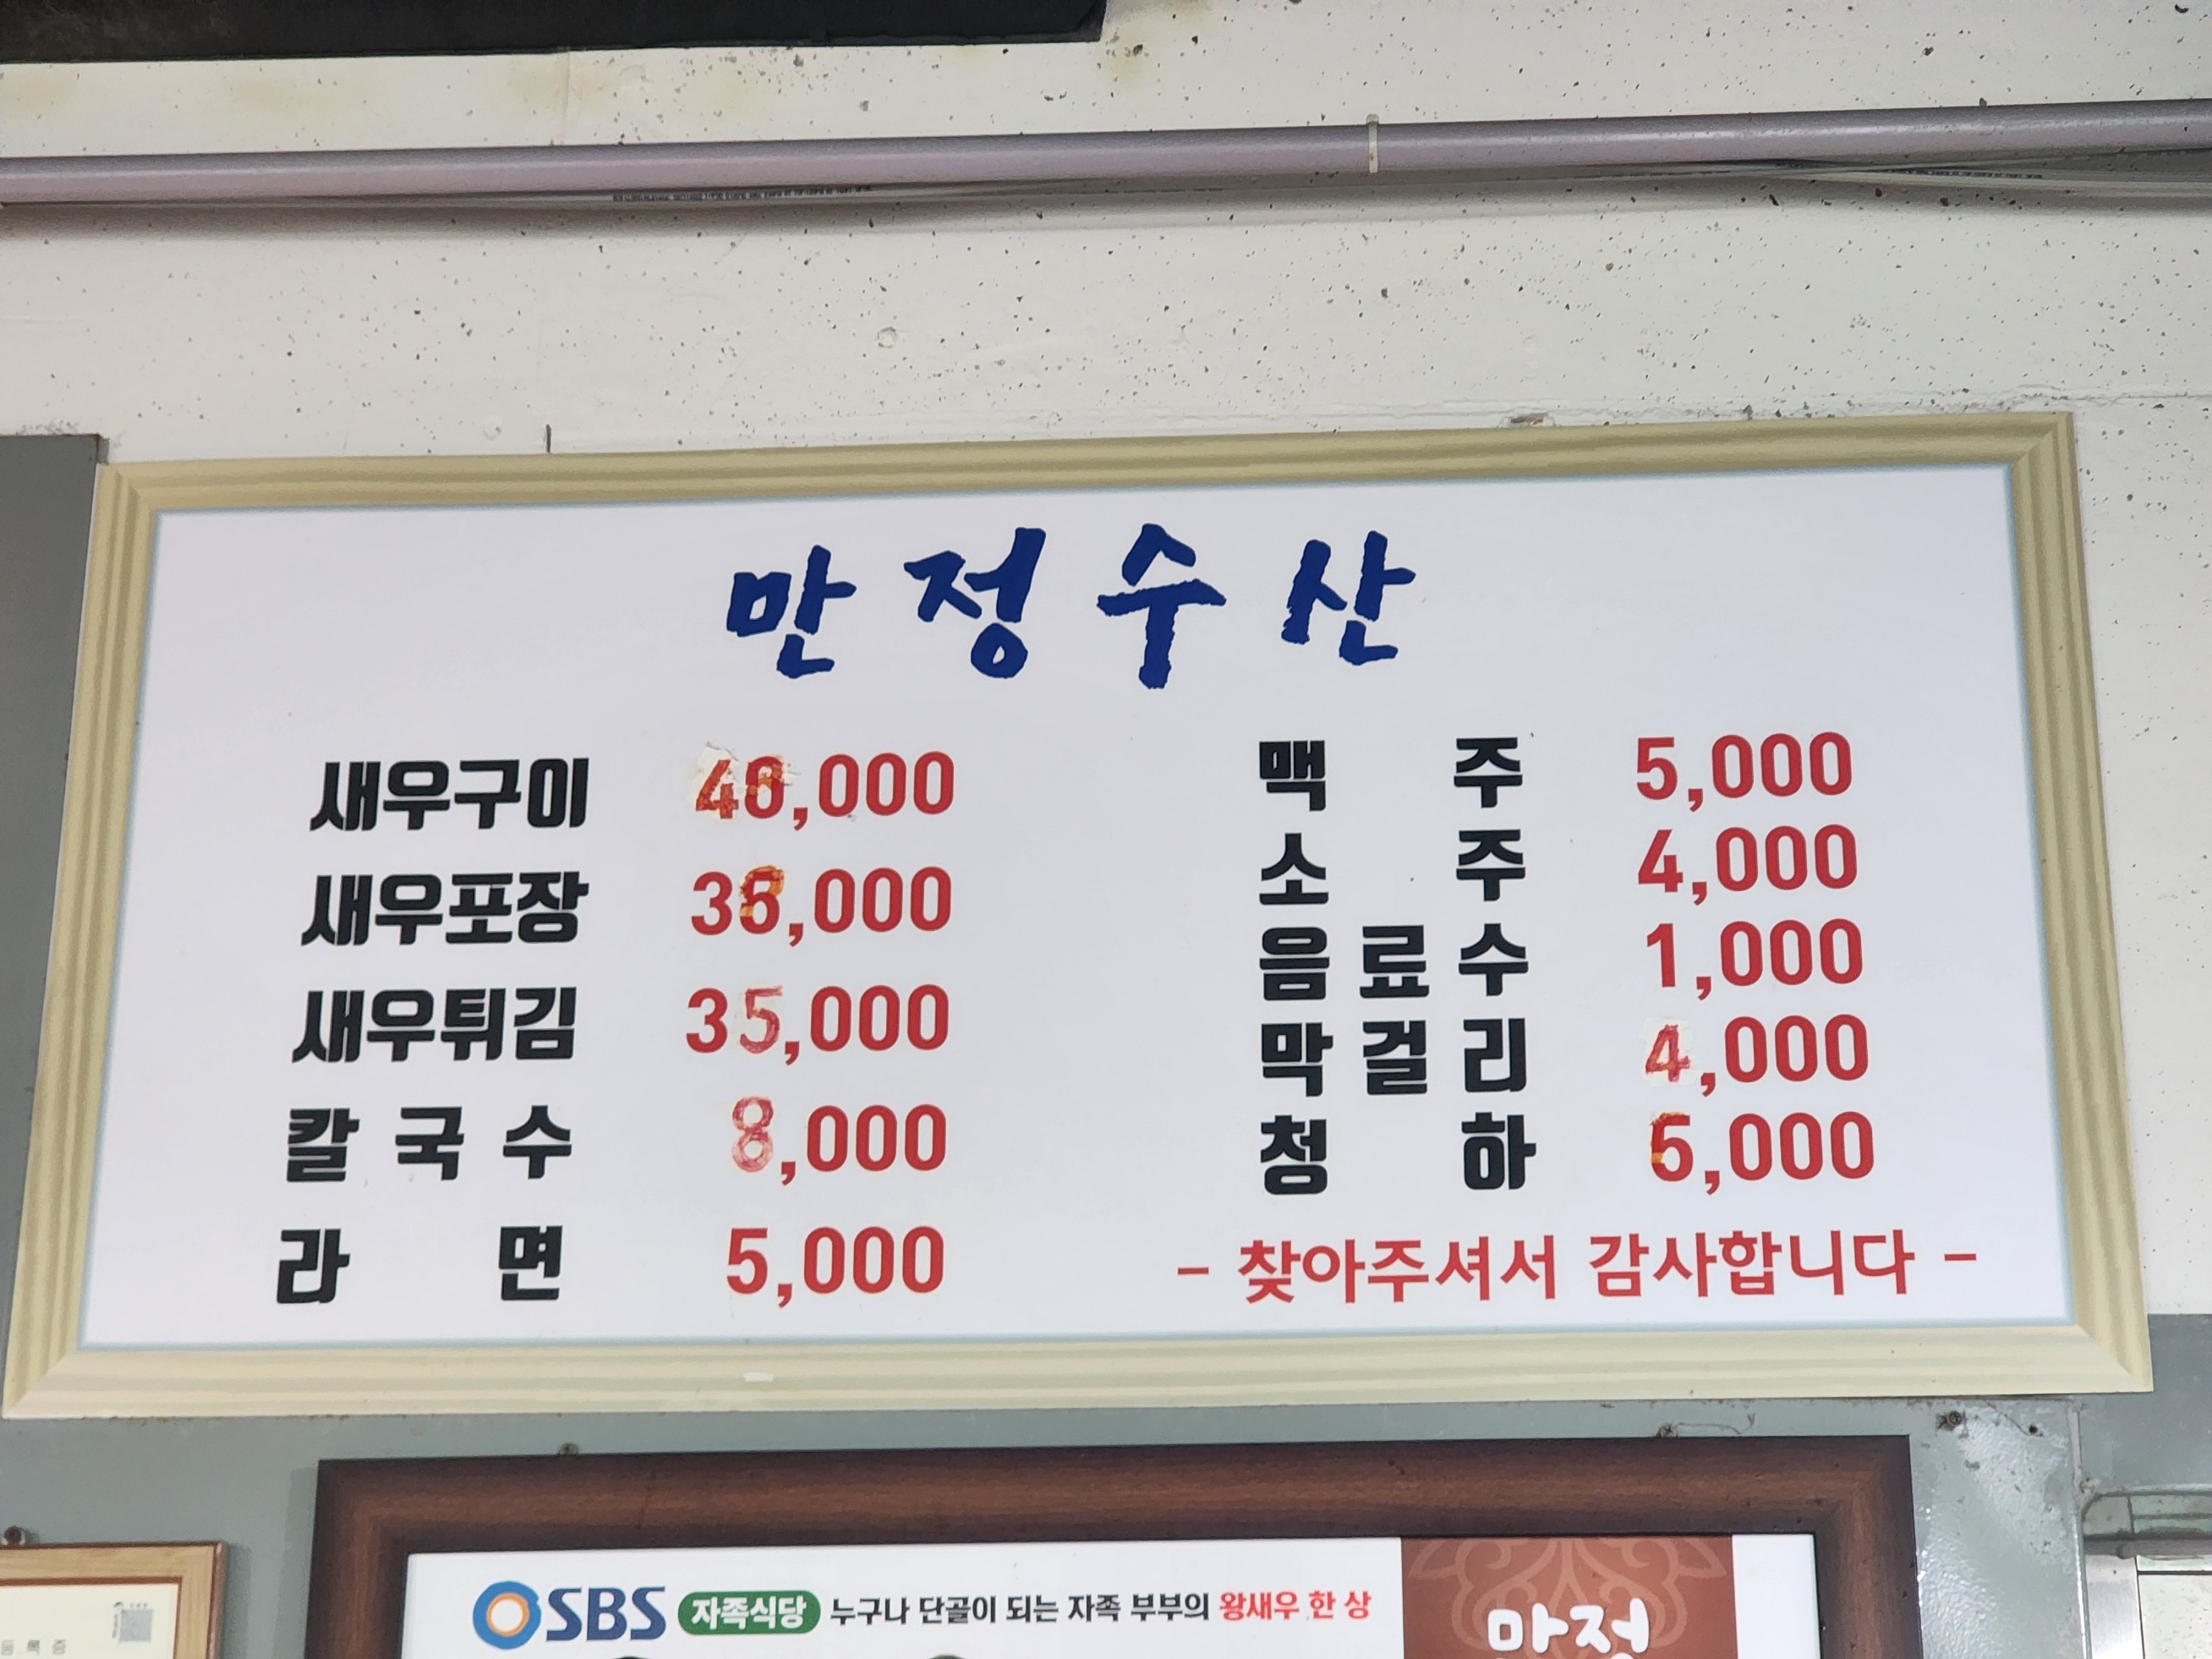 만정수산
새우구이 48,000
새우포장 38,000
새우튀김 35,000
칼국수 8,000
라면 5,000
맥주 5,000
소주 4,000
음료수 1,000
막걸리 4,000
청하 5,000
- 찾아주셔서 감사합니다 -
SBS 자족식당 누구나 단골이 되는 자족 부부의 왕새우 한 상
만정